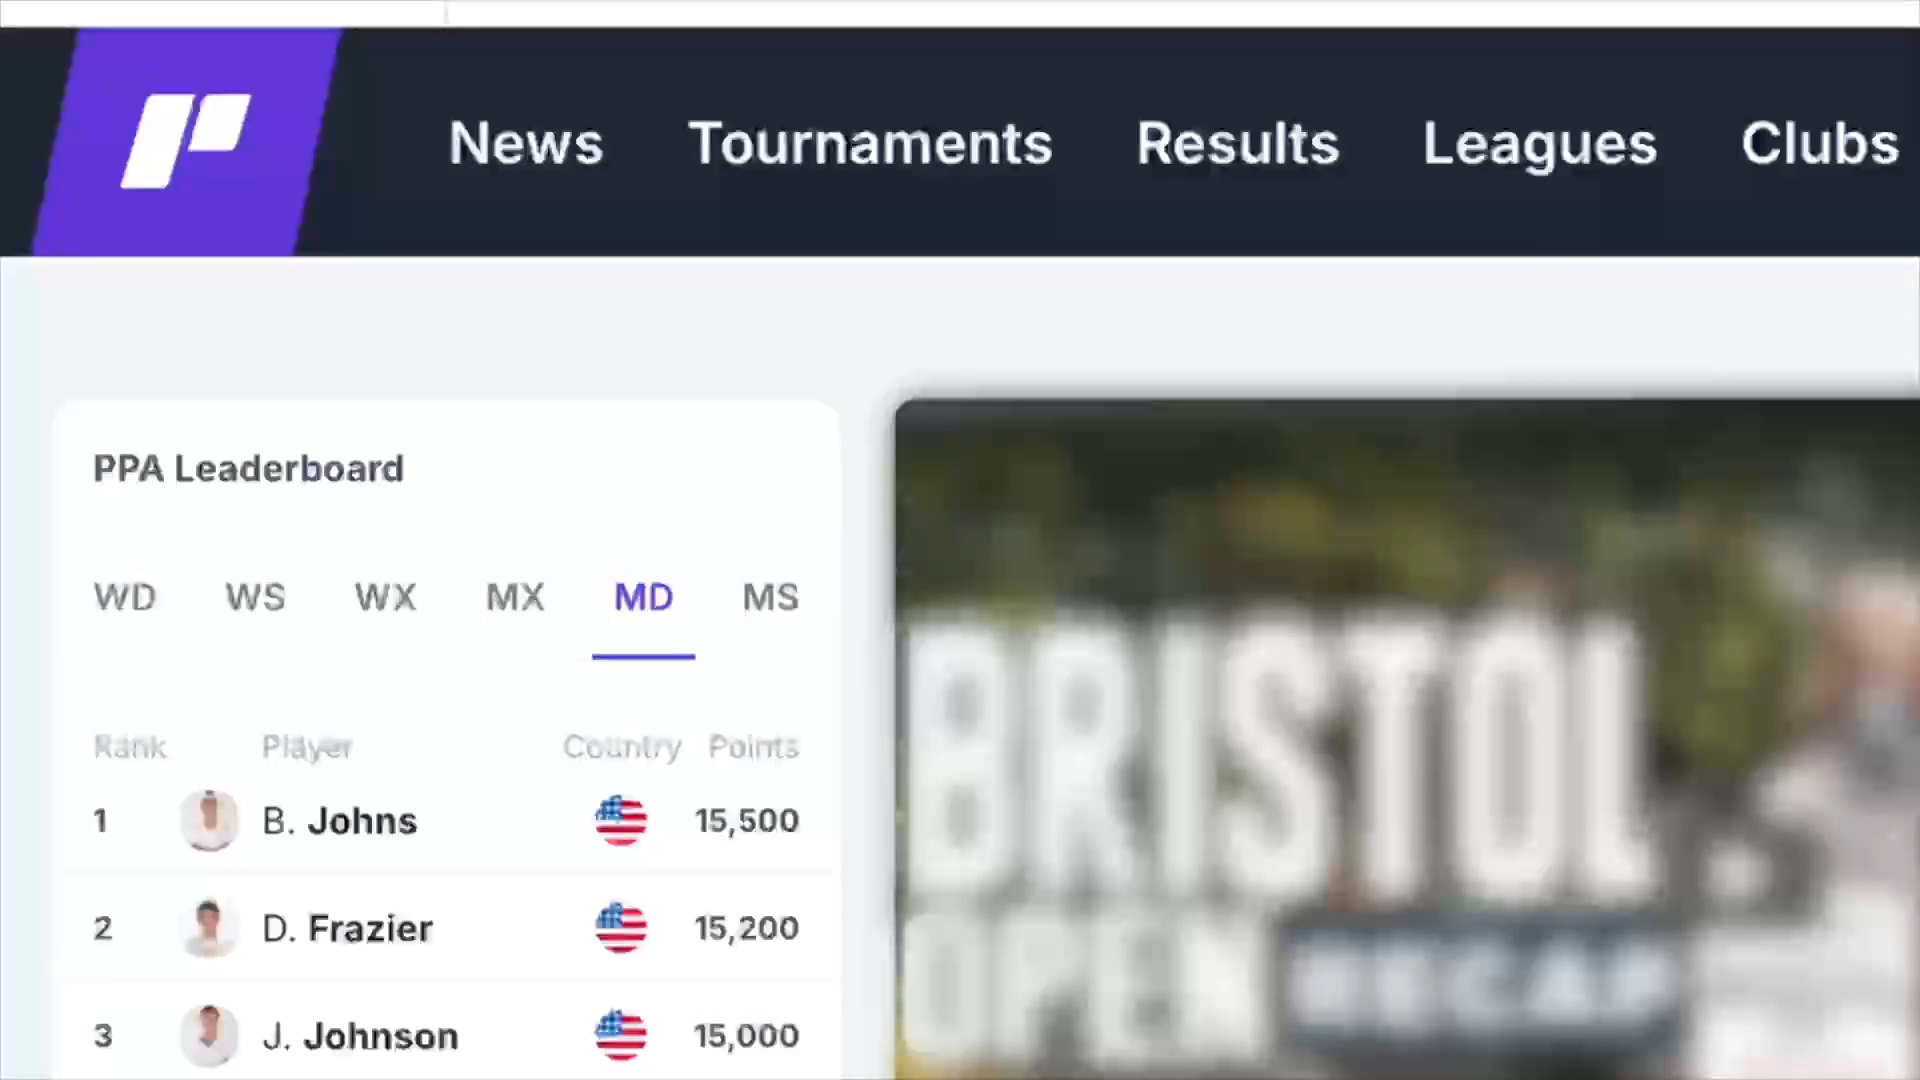 News Tournaments Results Leagues Clubs
PPA Leaderboard
WD WS WX MX MD MS
Rank Player Country Points
1 B. Johns 15,500
2 D. Frazier 15,200
3 J. Johnson 15,000
BRISTOL
OPEN RECAP